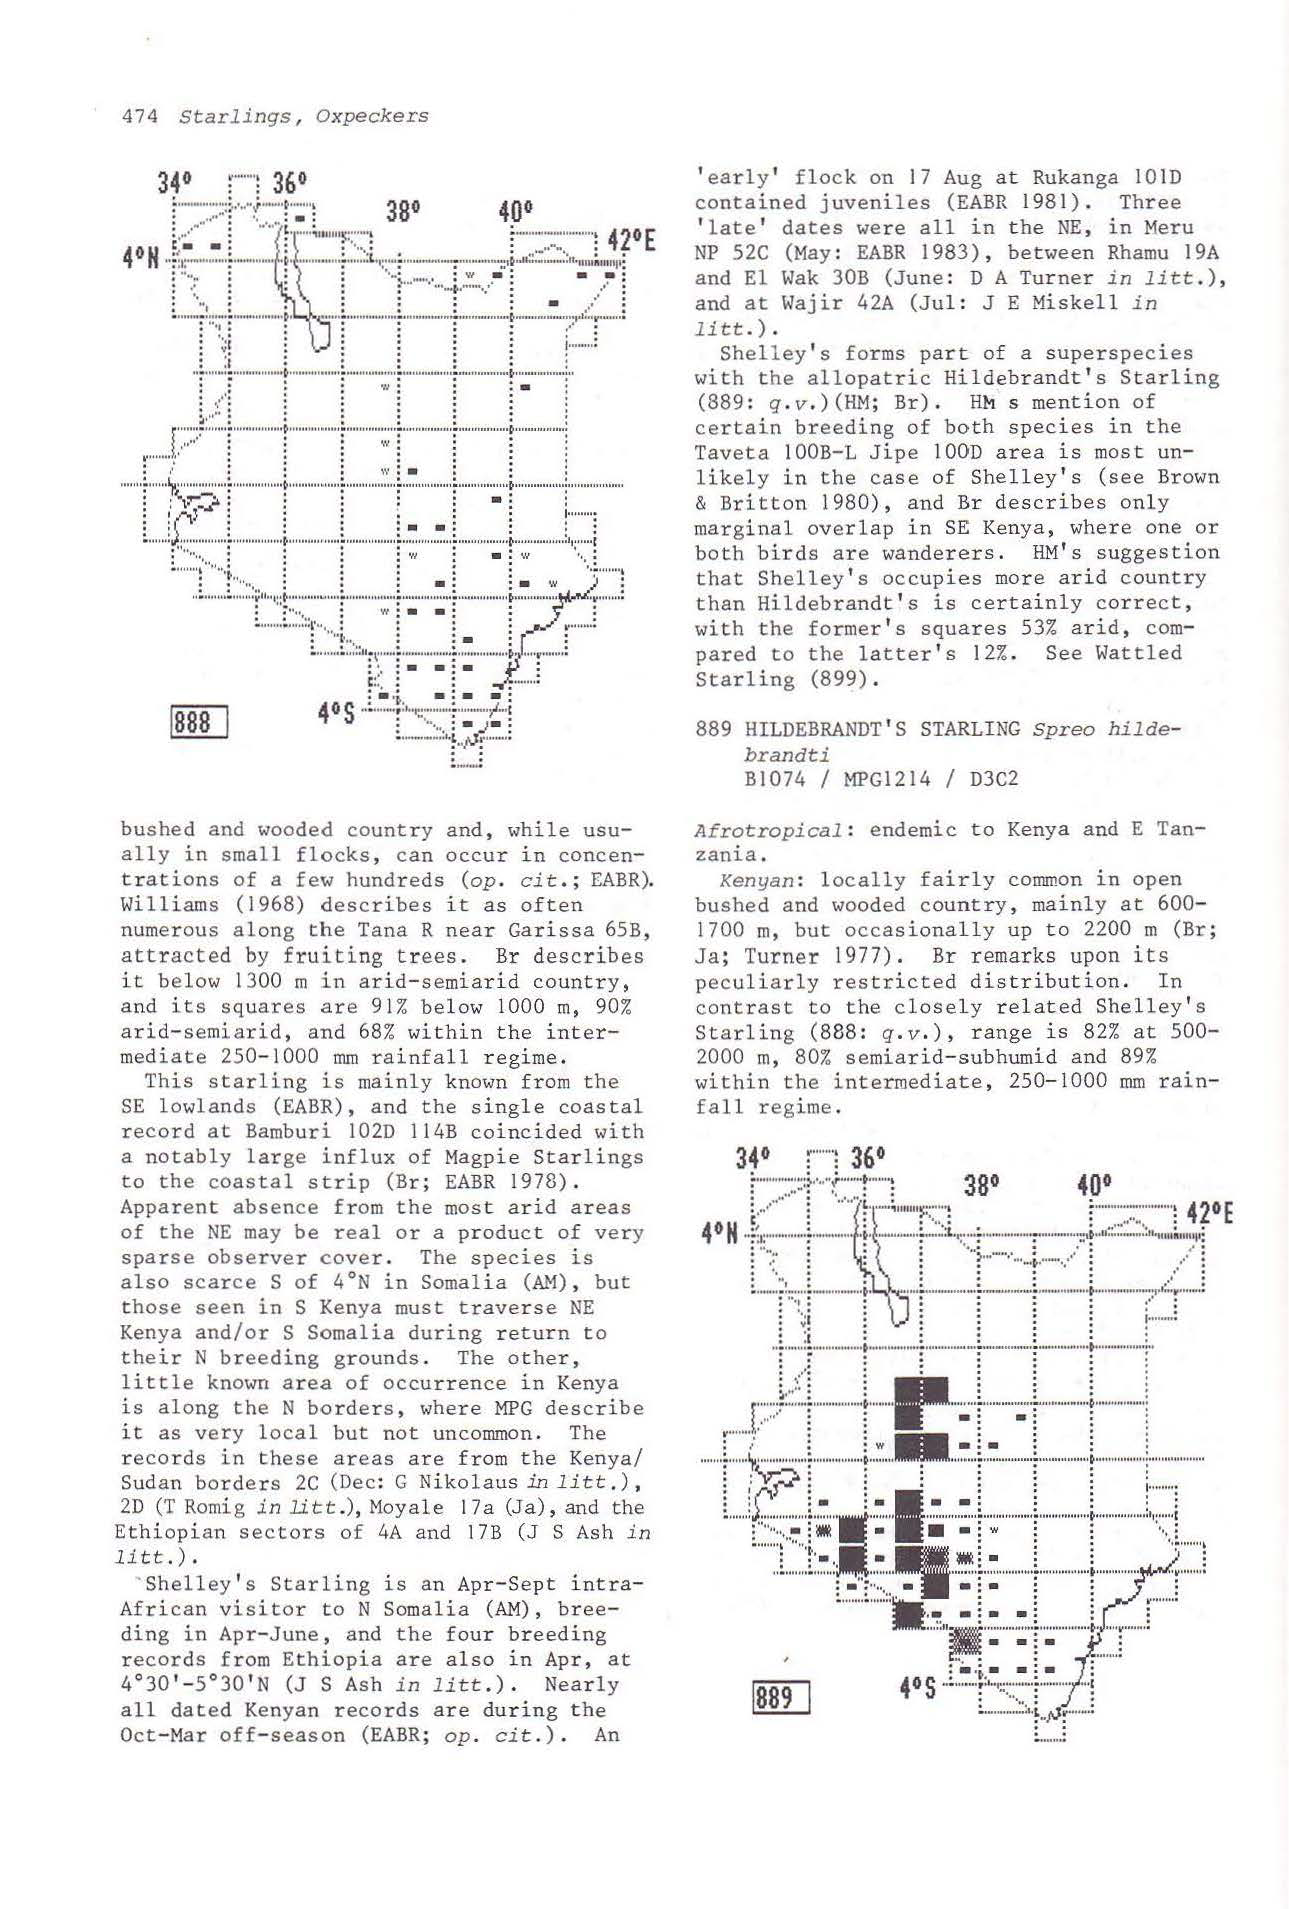 474 Starlings, Oxpeckers
34° 36°
38° 40°
42°E
4°N
w
w
w
w
w w
w
w
4°S
888
bushed and wooded country and, while usu-
ally in small flocks, can occur in concen-
trations of a few hundreds (op. cit.; EABR).
Williams (1968) describes it as often
numerous along the Tana R near Garissa 65B,
attracted by fruiting trees. Br describes
it below 1300 m in arid-semiarid country,
and its squares are 91% below 1000 m, 90%
arid-semiarid, and 68% within the inter-
mediate 250-1000 mm rainfall regime.
This starling is mainly known from the
SE lowlands (EABR), and the single coastal
record at Bamburi 102D 114B coincided with
a notably large influx of Magpie Starlings
to the coastal strip (Br; EABR 1978).
Apparent absence from the most arid areas
of the NE may be real or a product of very
sparse observer cover. The species is
also scarce S of 4°N in Somalia (AM), but
those seen in S Kenya must traverse NE
Kenya and/or S Somalia during return to
their N breeding grounds. The other,
little known area of occurrence in Kenya
is along the N borders, where MPG describe
it as very local but not uncommon. The
records in these areas are from the Kenya/
Sudan borders 2C (Dec: G Nikolaus in litt.),
2D (T Romig in litt.), Moyale 17a (Ja), and the
Ethiopian sectors of 4A and 17B (J S Ash in
litt.).
Shelley's Starling is an Apr-Sept intra-
African visitor to N Somalia (AM), bree-
ding in Apr-June, and the four breeding
records from Ethiopia are also in Apr, at
4°30'-5°30'N (J S Ash in litt.). Nearly
all dated Kenyan records are during the
Oct-Mar off-season (EABR; op. cit.). An
'early' flock on 17 Aug at Rukanga 101D
contained juveniles (EABR 1981). Three
'late' dates were all in the NE, in Meru
NP 52C (May: EABR 1983), between Rhamu 19A
and El Wak 30B (June: D A Turner in litt.),
and at Wajir 42A (Jul: J E Miskell in
litt.).
Shelley's forms part of a superspecies
with the allopatric Hildebrandt's Starling
(889: q.v.)(HM; Br). HM s mention of
certain breeding of both species in the
Taveta 100B-L Jipe 100D area is most un-
likely in the case of Shelley's (see Brown
& Britton 1980), and Br describes only
marginal overlap in SE Kenya, where one or
both birds are wanderers. HM's suggestion
that Shelley's occupies more arid country
than Hildebrandt's is certainly correct,
with the former's squares 53% arid, com-
pared to the latter's 12%. See Wattled
Starling (899).
889 HILDEBRANDT'S STARLING Spreo hilde-
brandti
B1074 / MPG1214 / D3C2
Afrotropical: endemic to Kenya and E Tan-
zania.
Kenyan: locally fairly common in open
bushed and wooded country, mainly at 600-
1700 m, but occasionally up to 2200 m (Br;
Ja; Turner 1977). Br remarks upon its
peculiarly restricted distribution. In
contrast to the closely related Shelley's
Starling (888: q.v.), range is 82% at 500-
2000 m, 80% semiarid-subhumid and 89%
within the intermediate, 250-1000 mm rain-
fall regime.
34° 36°
38° 40°
42°E
4°N
w
w
4°S
889